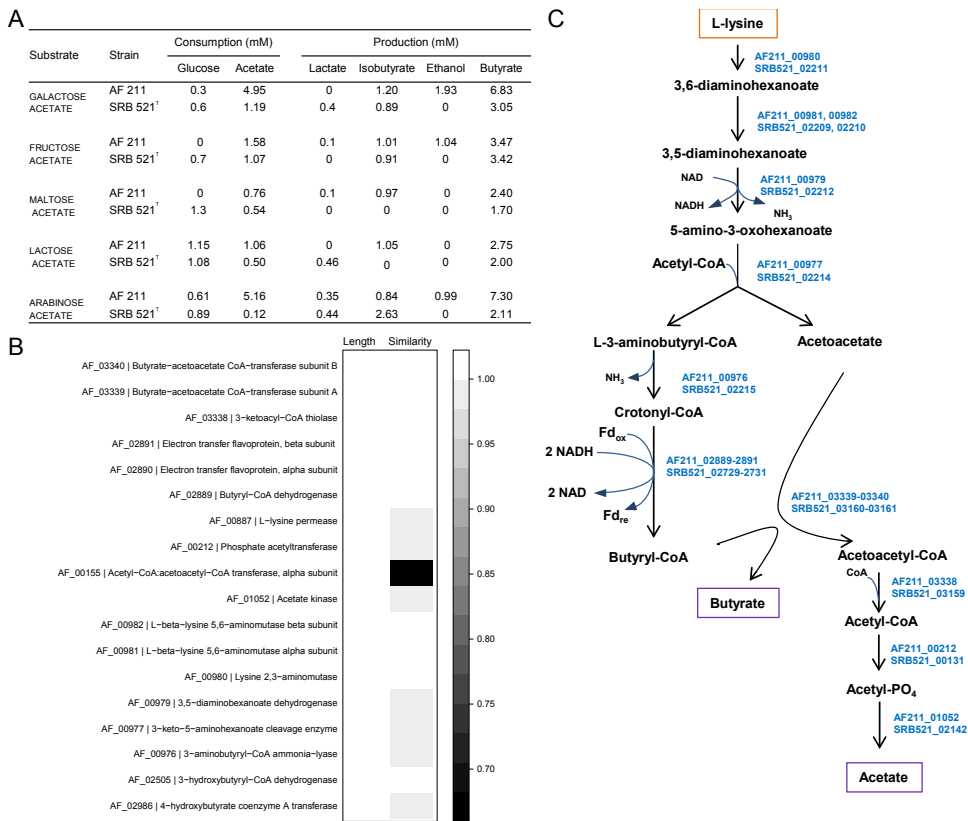 A
Substrate Strain Consumption (mM) Production (mM)
Glucose Acetate Lactate Isobutyrate Ethanol Butyrate
GALACTOSE ACETATE AF 211 0.3 4.95 0 1.20 1.93 6.83
SRB 521ᵀ 0.6 1.19 0.4 0.89 0 3.05
FRUCTOSE ACETATE AF 211 0 1.58 0.1 1.01 1.04 3.47
SRB 521ᵀ 0.7 1.07 0 0.91 0 3.42
MALTOSE ACETATE AF 211 0 0.76 0.1 0.97 0 2.40
SRB 521ᵀ 1.3 0.54 0 0 0 1.70
LACTOSE ACETATE AF 211 1.15 1.06 0 1.05 0 2.75
SRB 521ᵀ 1.08 0.50 0.46 0 0 2.00
ARABINOSE ACETATE AF 211 0.61 5.16 0.35 0.84 0.99 7.30
SRB 521ᵀ 0.89 0.12 0.44 2.63 0 2.11
B
Length Similarity
AF_03340 | Butyrate−acetoacetate CoA−transferase subunit B
AF_03339 | Butyrate−acetoacetate CoA−transferase subunit A
AF_03338 | 3−ketoacyl−CoA thiolase
AF_02891 | Electron transfer flavoprotein, beta subunit
AF_02890 | Electron transfer flavoprotein, alpha subunit
AF_02889 | Butyryl−CoA dehydrogenase
AF_00887 | L−lysine permease
AF_00212 | Phosphate acetyltransferase
AF_00155 | Acetyl−CoA:acetoacetyl−CoA transferase, alpha subunit
AF_01052 | Acetate kinase
AF_00982 | L−beta−lysine 5,6−aminomutase beta subunit
AF_00981 | L−beta−lysine 5,6−aminomutase alpha subunit
AF_00980 | Lysine 2,3−aminomutase
AF_00979 | 3,5−diaminobexanoate dehydrogenase
AF_00977 | 3−keto−5−aminohexanoate cleavage enzyme
AF_00976 | 3−aminobutyryl−CoA ammonia−lyase
AF_02505 | 3−hydroxybutyryl−CoA dehydrogenase
AF_02986 | 4−hydroxybutyrate coenzyme A transferase
1.00
0.95
0.90
0.85
0.80
0.75
0.70
C
L-lysine
AF211_00980
SRB521_02211
3,6-diaminohexanoate
AF211_00981, 00982
SRB521_02209, 02210
3,5-diaminohexanoate
NAD
AF211_00979
SRB521_02212
NADH
NH₃
5-amino-3-oxohexanoate
Acetyl-CoA
AF211_00977
SRB521_02214
L-3-aminobutyryl-CoA
Acetoacetate
NH₃
AF211_00976
SRB521_02215
Crotonyl-CoA
Fdₒₓ
2 NADH
AF211_02889-2891
SRB521_02729-2731
2 NAD
Fdᵣₑ
AF211_03339-03340
SRB521_03160-03161
Butyryl-CoA
Acetoacetyl-CoA
CoA
AF211_03338
SRB521_03159
Butyrate
Acetyl-CoA
AF211_00212
SRB521_00131
Acetyl-PO₄
AF211_01052
SRB521_02142
Acetate